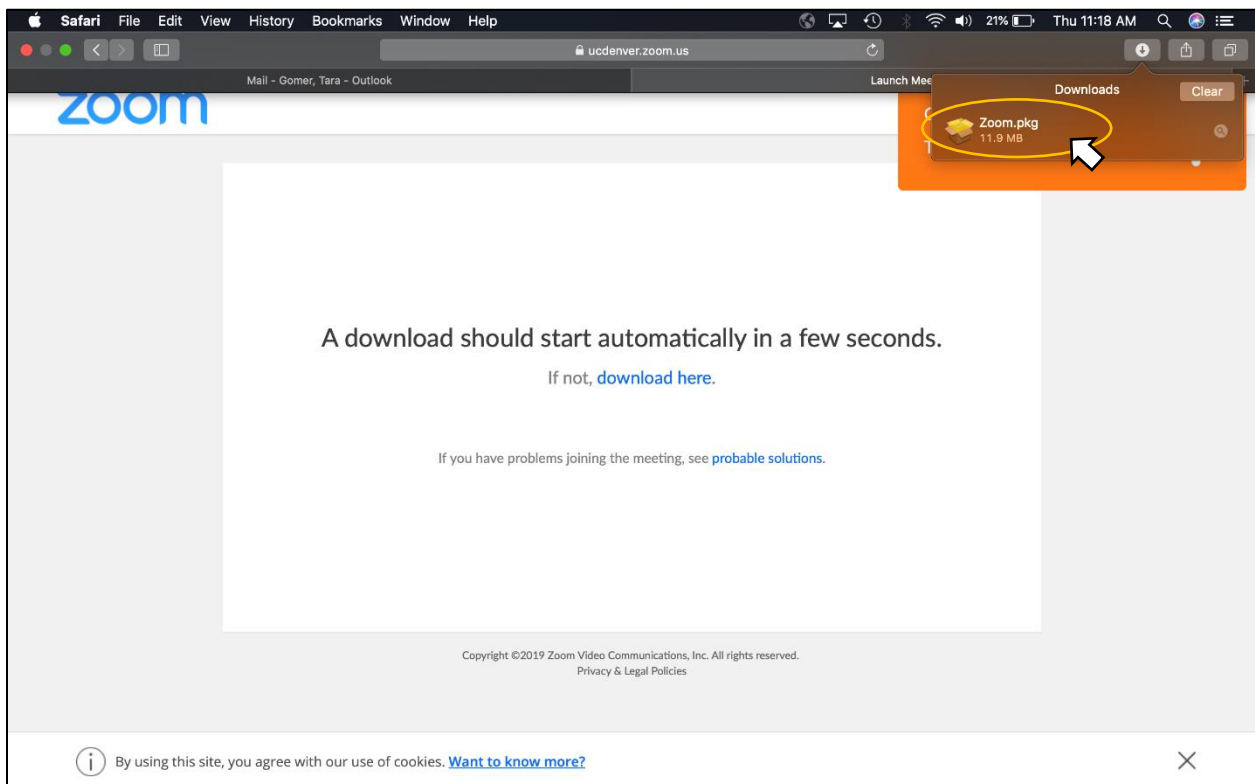 Safari File Edit View History Bookmarks Window Help 21% Thu 11:18 AM
ucdenver.zoom.us
Mail - Gomer, Tara - Outlook
Launch Mee
Downloads Clear
Zoom.pkg
11.9 MB
zoom
A download should start automatically in a few seconds.
If not, download here.
If you have problems joining the meeting, see probable solutions.
Copyright ©2019 Zoom Video Communications, Inc. All rights reserved.
Privacy & Legal Policies
By using this site, you agree with our use of cookies. Want to know more?